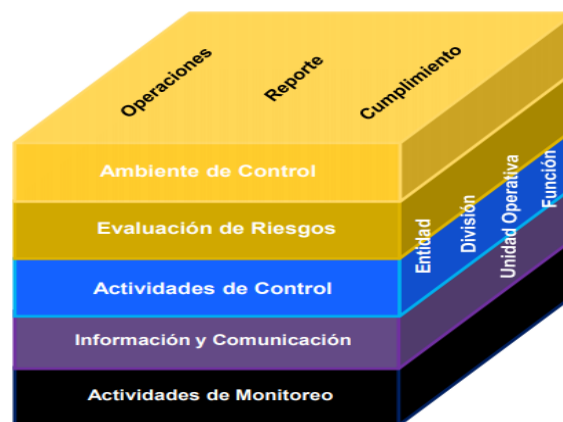 Operaciones
Reporte
Cumplimiento
Ambiente de Control
Evaluación de Riesgos
Actividades de Control
Información y Comunicación
Actividades de Monitoreo
Entidad
División
Unidad Operativa
Función